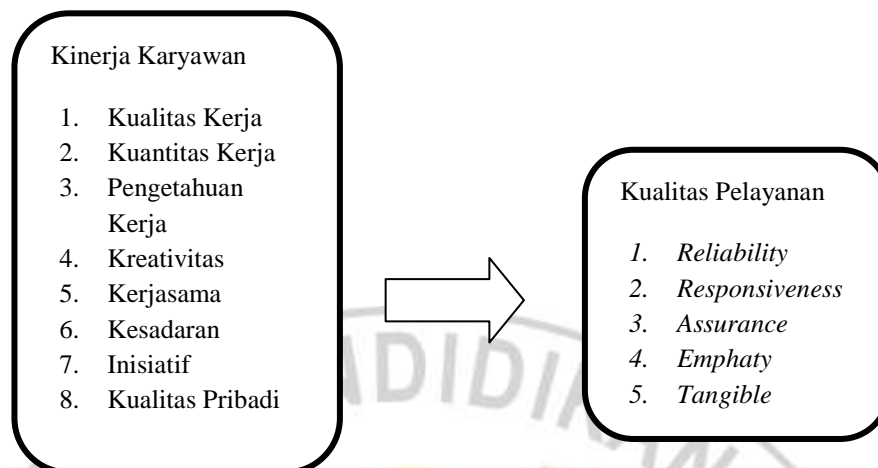 Kinerja Karyawan
1. Kualitas Kerja
2. Kuantitas Kerja
3. Pengetahuan
Kerja
4. Kreativitas
5. Kerjasama
6. Kesadaran
7. Inisiatif
8. Kualitas Pribadi
Kualitas Pelayanan
1. Reliability
2. Responsiveness
3. Assurance
4. Emphaty
5. Tangible